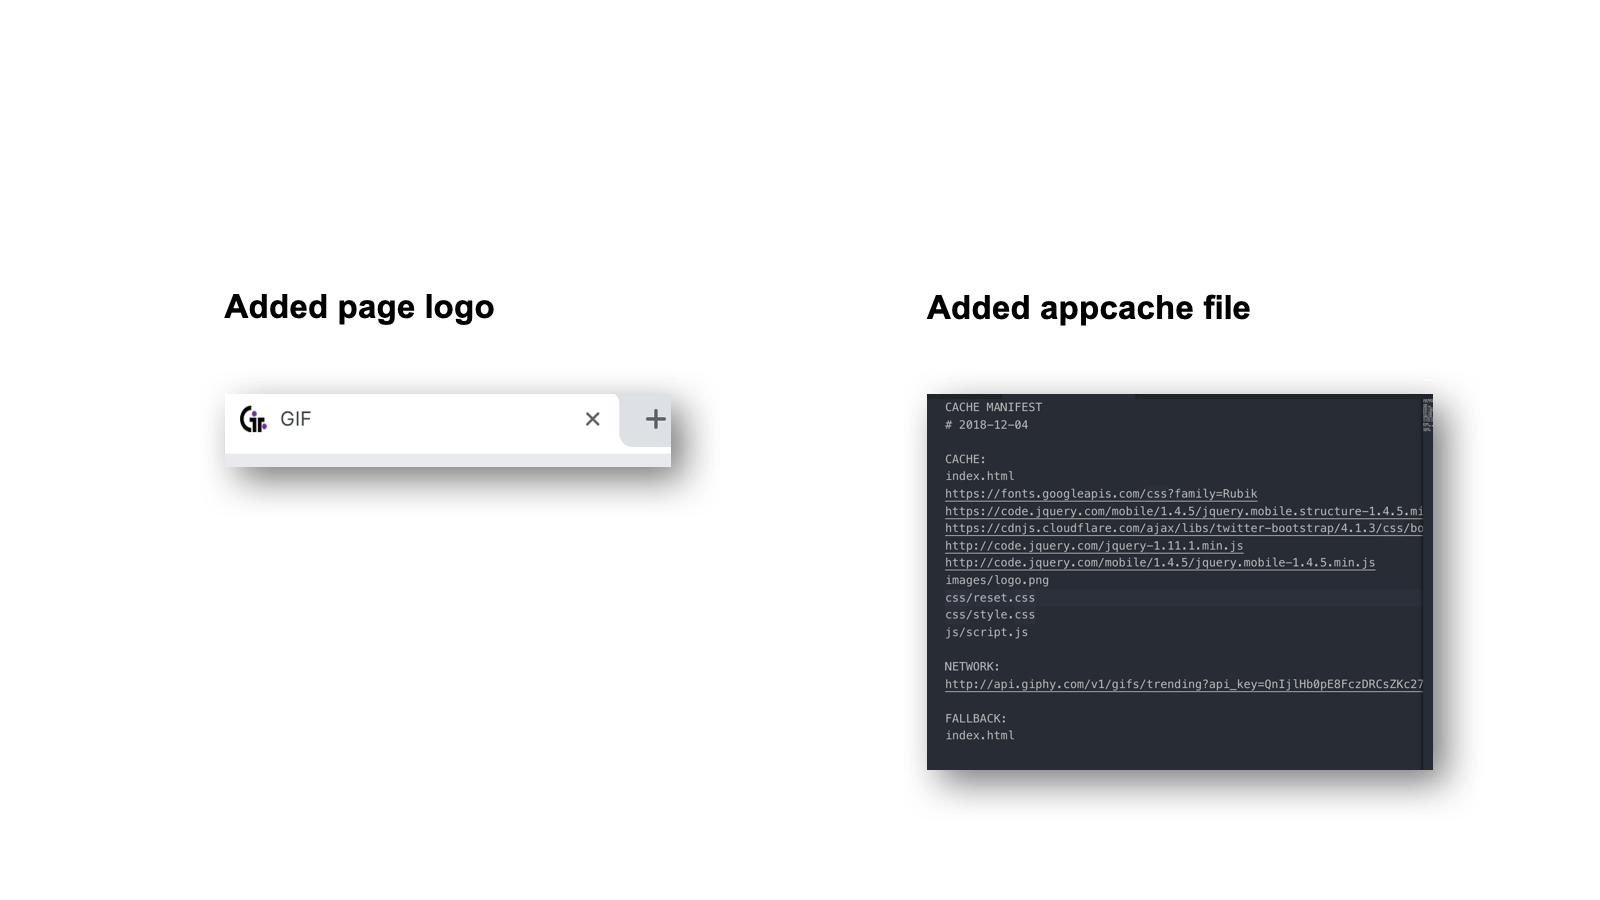 Added page logo
Added appcache file
GIF
CACHE MANIFEST
# 2018-12-04
CACHE:
index.html
https://fonts.googleapis.com/css?family=Rubik
https://code.jquery.com/mobile/1.4.5/jquery.mobile.structure-1.4.5.mi
https://cdnjs.cloudflare.com/ajax/libs/twitter-bootstrap/4.1.3/css/bo
http://code.jquery.com/jquery-1.11.1.min.js
http://code.jquery.com/mobile/1.4.5/jquery.mobile-1.4.5.min.js
images/logo.png
css/reset.css
css/style.css
js/script.js
NETWORK:
http://api.giphy.com/v1/gifs/trending?api_key=QnIjlHb0pE8FczDRCsZKc27
FALLBACK:
index.html